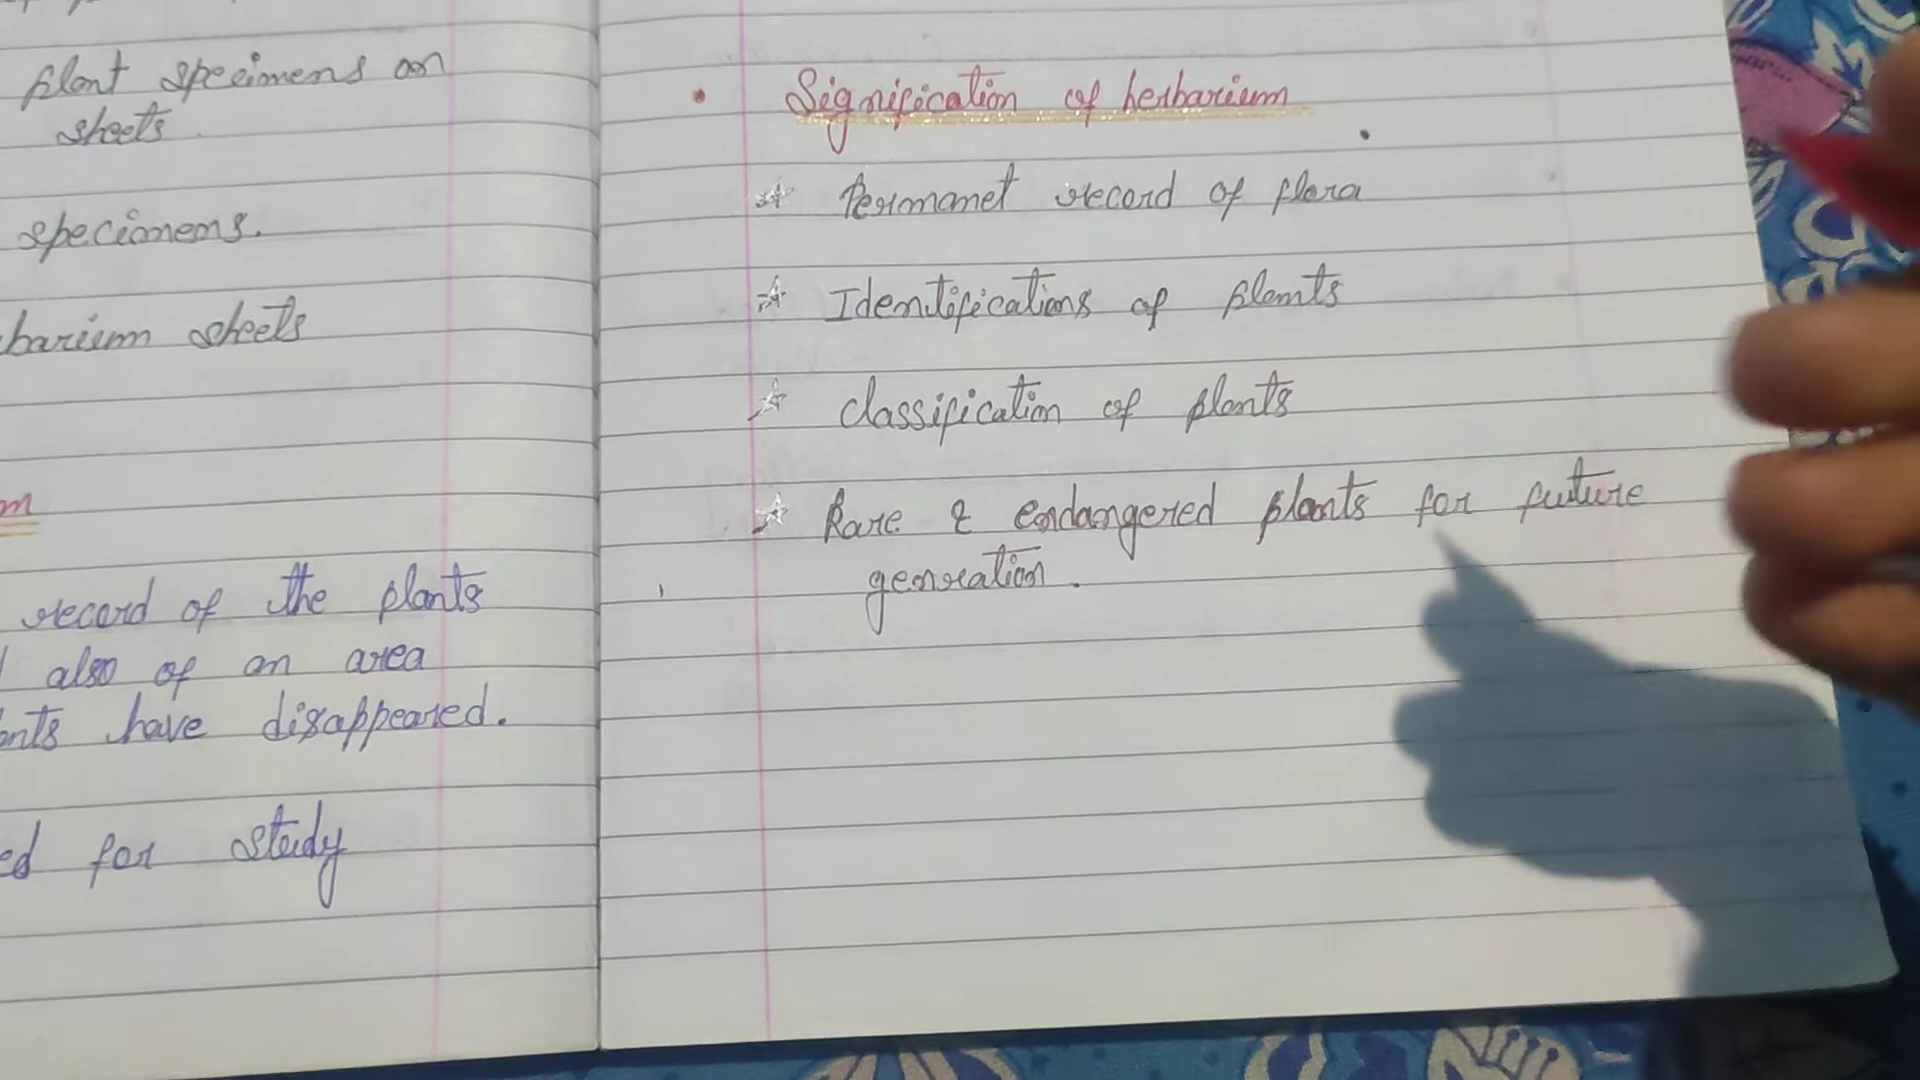 plant specimens on
sheets.
specimens.
barium sheets
m
record of the plants
also of an area
nts have disappeared.
ed for study
• Signification of herbarium
☆ Permanet record of flora
☆ Identifications of plants
☆ Classification of plants
☆ Rare & endangered plants for future
genration.